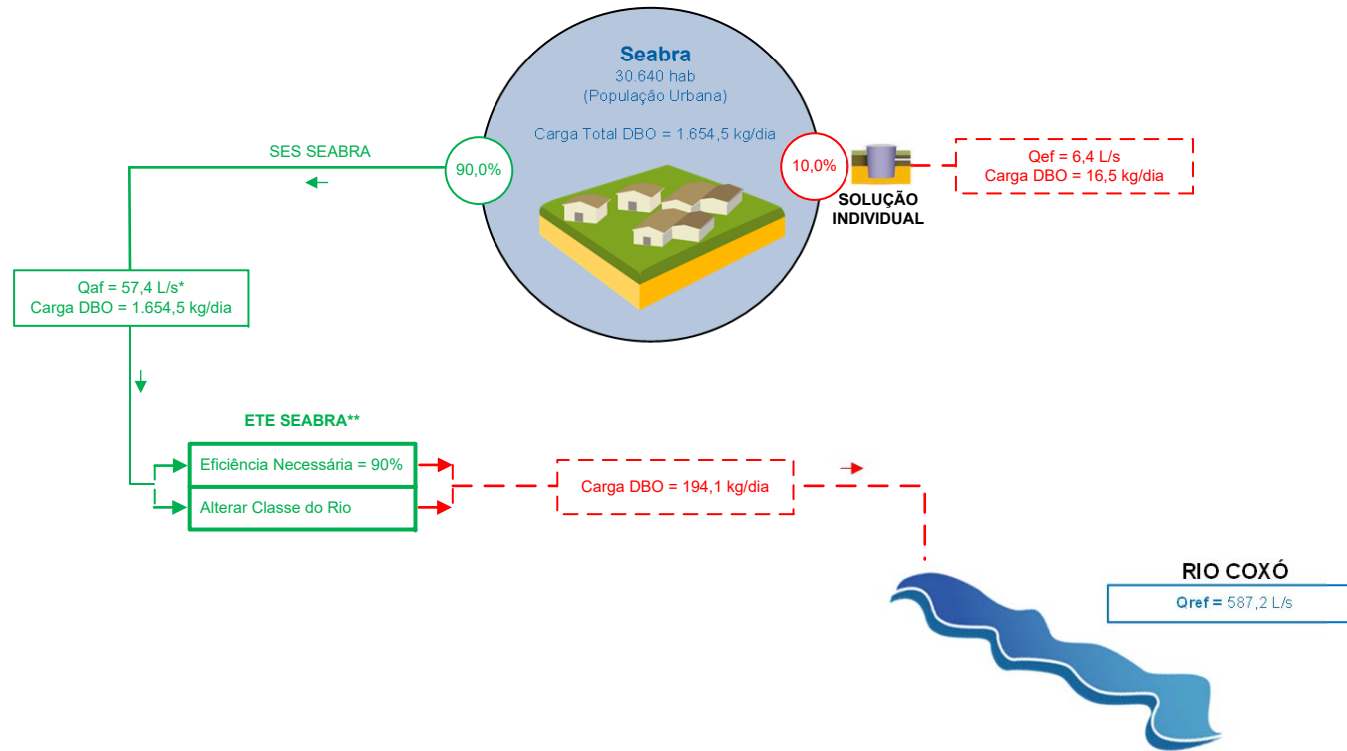 Seabra
30.640 hab
(População Urbana)
Carga Total DBO = 1.654,5 kg/dia
SES SEABRA
90,0%
10,0%
SOLUÇÃO
INDIVIDUAL
Qef = 6,4 L/s
Carga DBO = 16,5 kg/dia
Qaf = 57,4 L/s*
Carga DBO = 1.654,5 kg/dia
ETE SEABRA**
Eficiência Necessária = 90%
Alterar Classe do Rio
Carga DBO = 194,1 kg/dia
RIO COXÓ
Qref = 587,2 L/s